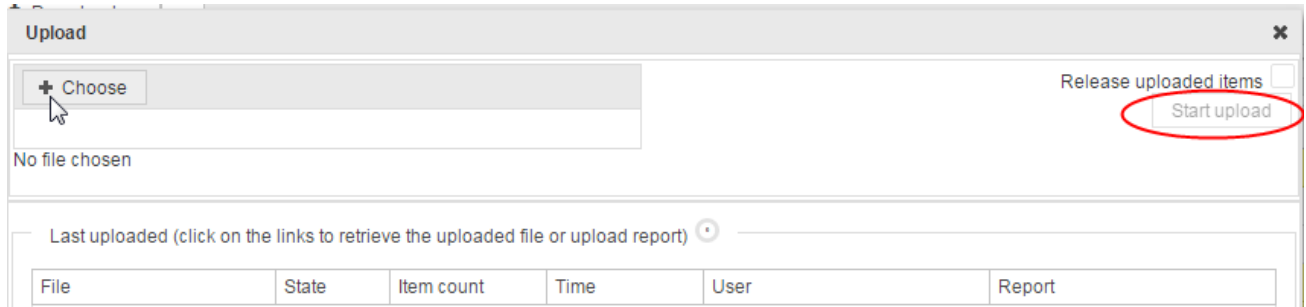 Upload
Choose
Release uploaded items
Start upload
No file chosen
Last uploaded (click on the links to retrieve the uploaded file or upload report)
File State Item count Time User Report